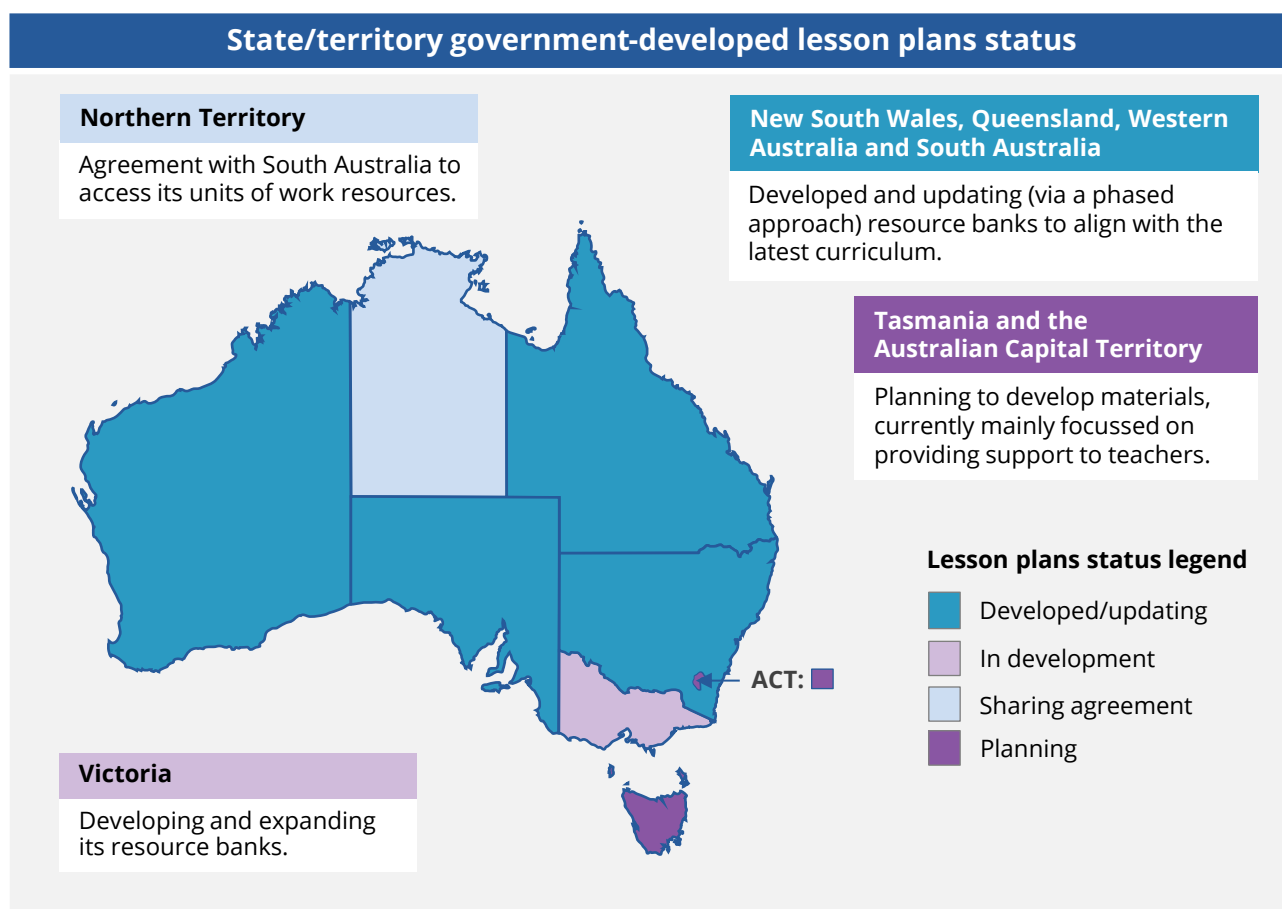 State/territory government-developed lesson plans status
Northern Territory
Agreement with South Australia to
access its units of work resources.
New South Wales, Queensland, Western
Australia and South Australia
Developed and updating (via a phased
approach) resource banks to align with the
latest curriculum.
Tasmania and the
Australian Capital Territory
Planning to develop materials,
currently mainly focussed on
providing support to teachers.
Lesson plans status legend
Developed/updating
In development
Sharing agreement
Planning
ACT:
Victoria
Developing and expanding
its resource banks.